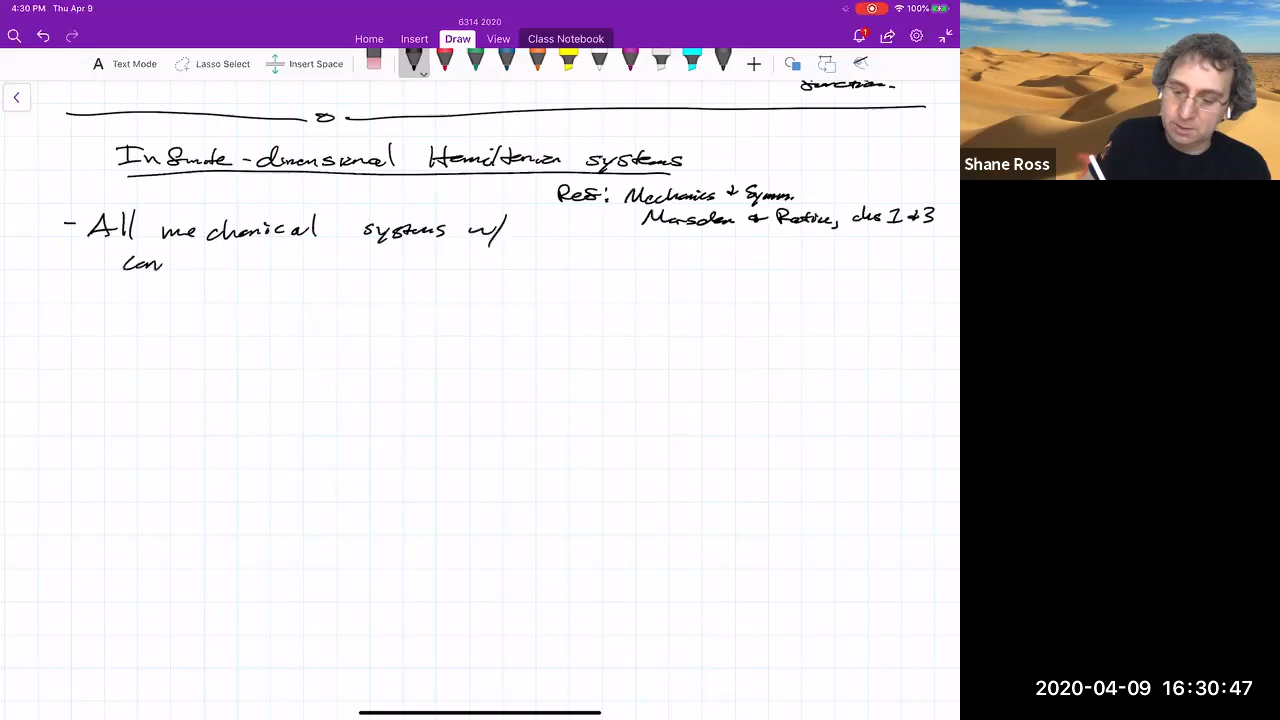 4:30 PM Thu Apr 9
100%
6314 2020
Home Insert Draw View Class Notebook
1
A Text Mode Lasso Select Insert Space
function.
Infinite-dimensional Hamiltonian systems
Ref: Mechanics & Symm.
Marsden & Ratiu, chs 1 & 3
- All mechanical systems w/
con
Shane Ross
2020-04-09 16:30:47